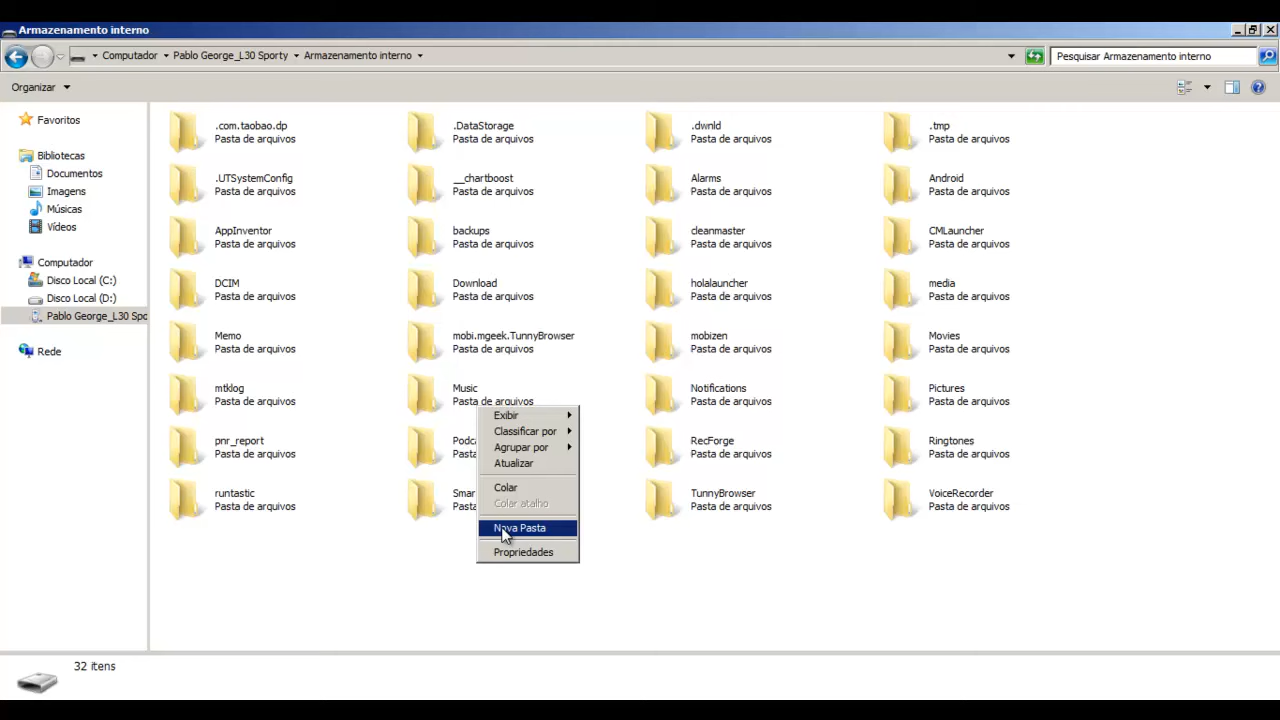 Armazenamento interno
Computador Pablo George_L30 Sporty Armazenamento interno
Pesquisar Armazenamento interno
Organizar
Favoritos
Bibliotecas
Documentos
Imagens
Músicas
Vídeos
Computador
Disco Local (C:)
Disco Local (D:)
Pablo George_L30 Spo
Rede
.com.taobao.dp
Pasta de arquivos
.DataStorage
Pasta de arquivos
.dwnld
Pasta de arquivos
.tmp
Pasta de arquivos
.UTSystemConfig
Pasta de arquivos
__chartboost
Pasta de arquivos
Alarms
Pasta de arquivos
Android
Pasta de arquivos
AppInventor
Pasta de arquivos
backups
Pasta de arquivos
cleanmaster
Pasta de arquivos
CMLauncher
Pasta de arquivos
DCIM
Pasta de arquivos
Download
Pasta de arquivos
holalauncher
Pasta de arquivos
media
Pasta de arquivos
Memo
Pasta de arquivos
mobi.mgeek.TunnyBrowser
Pasta de arquivos
mobizen
Pasta de arquivos
Movies
Pasta de arquivos
mtklog
Pasta de arquivos
Music
Pasta de arquivos
Notifications
Pasta de arquivos
Pictures
Pasta de arquivos
pnr_report
Pasta de arquivos
Podca
Pasta
RecForge
Pasta de arquivos
Ringtones
Pasta de arquivos
runtastic
Pasta de arquivos
Smar
Pasta
TunnyBrowser
Pasta de arquivos
VoiceRecorder
Pasta de arquivos
Exibir
Classificar por
Agrupar por
Atualizar
Colar
Colar atalho
Nova Pasta
Propriedades
32 itens